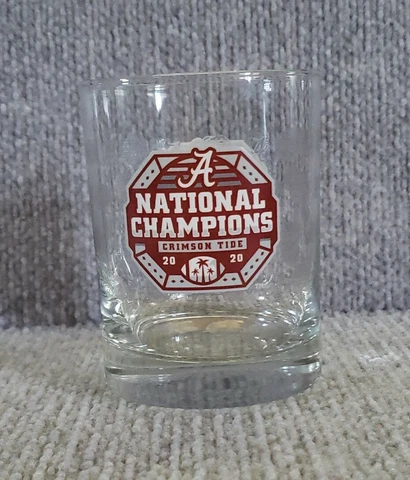 A
NATIONAL
CHAMPIONS
CRIMSON TIDE
20 20